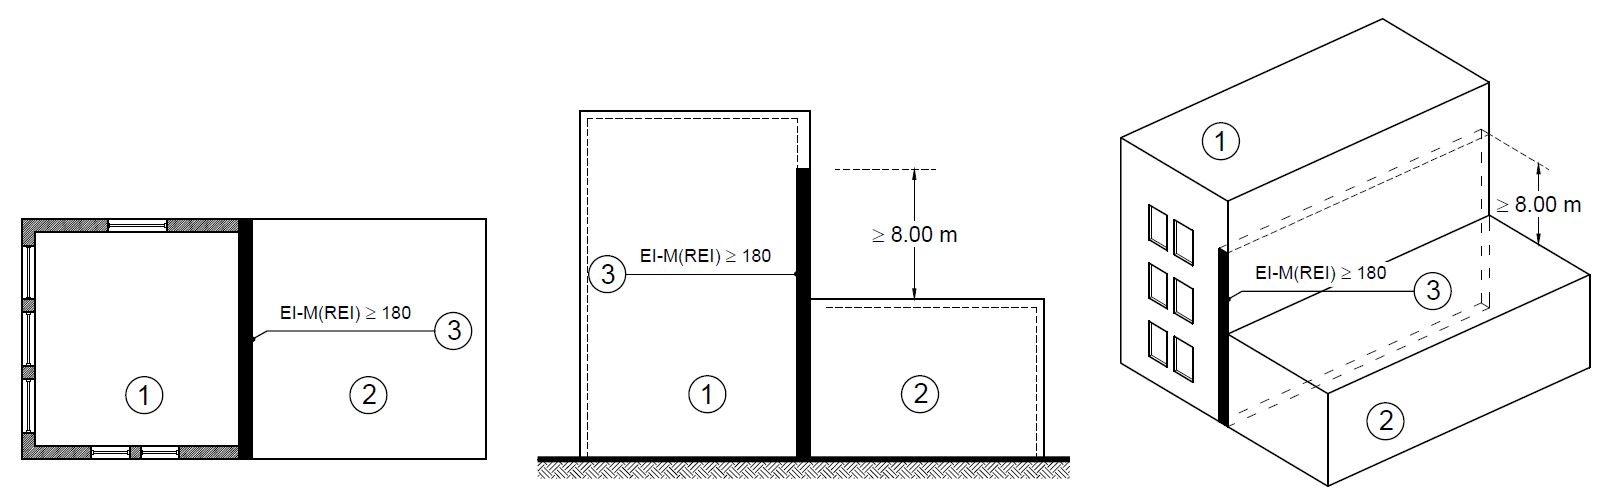 EI-M(REI) ≥ 180
3
1
2
≥ 8.00 m
EI-M(REI) ≥ 180
3
1
2
1
≥ 8.00 m
EI-M(REI) ≥ 180
3
2